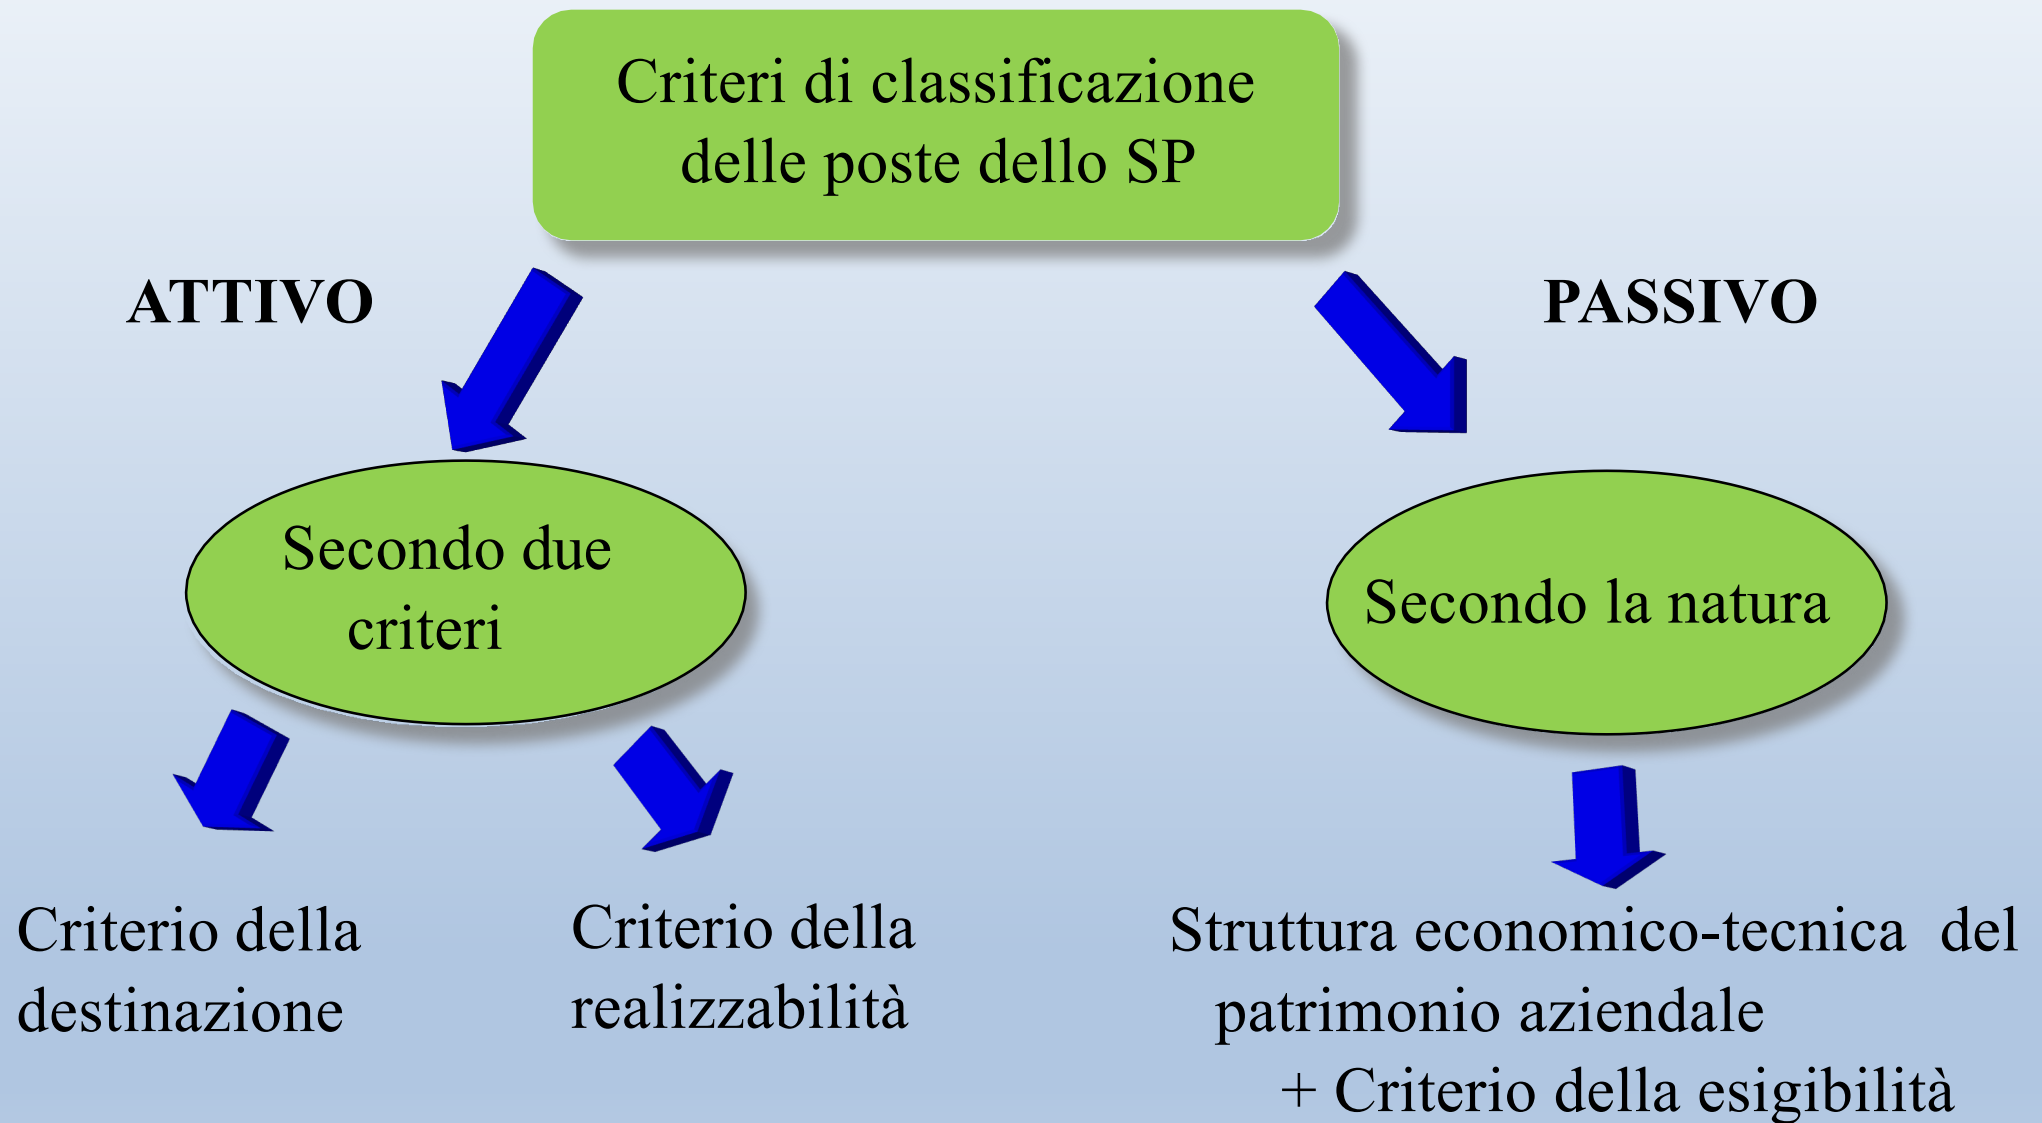 Criteri di classificazione
delle poste dello SP
ATTIVO
PASSIVO
Secondo due
criteri
Secondo la natura
Criterio della
destinazione
Criterio della
realizzabilità
Struttura economico-tecnica del
patrimonio aziendale
+ Criterio della esigibilità